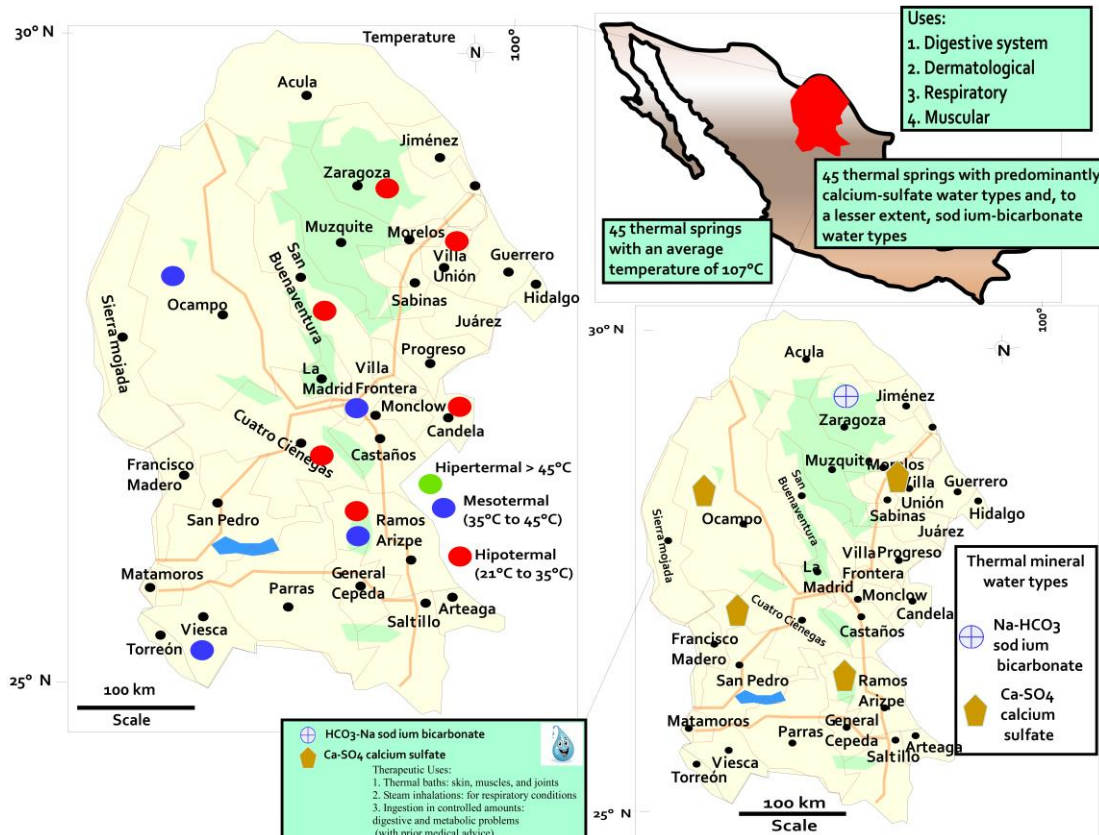 30° N
Temperature
N
100°
Acula
Jiménez
Zaragoza
Muzquite
Morelos
Villa
Unión
Guerrero
San
Buenaventura
Sabinas
Hidalgo
Ocampo
Sierra mojada
Juárez
Progreso
La
Madrid
Villa
Frontera
Monclow
Candela
Cuatro Ciénegas
Castaños
Francisco
Madero
San Pedro
Ramos
Arizpe
Hipertermal > 45°C
Mesotermal
(35°C to 45°C)
Hipotermal
(21°C to 35°C)
Matamoros
Parras
General
Cepeda
Saltillo
Arteaga
Viesca
Torreón
25° N
100 km
Scale
Uses:
1. Digestive system
2. Dermatological
3. Respiratory
4. Muscular
45 thermal springs with predominantly
calcium-sulfate water types and, to
a lesser extent, sod ium-bicarbonate
water types
45 thermal springs
with an average
temperature of 107°C
30° N
100°
N
Acula
Jiménez
Zaragoza
Muzquite
Morelos
Villa
Unión
Guerrero
San
Buenaventura
Sabinas
Hidalgo
Ocampo
Sierra mojada
Juárez
Villa
Frontera
Progreso
La
Madrid
Monclow
Candela
Cuatro Ciénegas
Castaños
Francisco
Madero
San Pedro
Ramos
Arizpe
Matamoros
Parras
General
Cepeda
Saltillo
Arteaga
Viesca
Torreón
25° N
100 km
Scale
Thermal mineral
water types
Na-HCO3
sod ium
bicarbonate
Ca-SO4
calcium
sulfate
HCO3-Na sod ium bicarbonate
Ca-SO4 calcium sulfate
Therapeutic Uses:
1. Thermal baths: skin, muscles, and joints
2. Steam inhalations: for respiratory conditions
3. Ingestion in controlled amounts:
digestive and metabolic problems
(with prior medical advice)